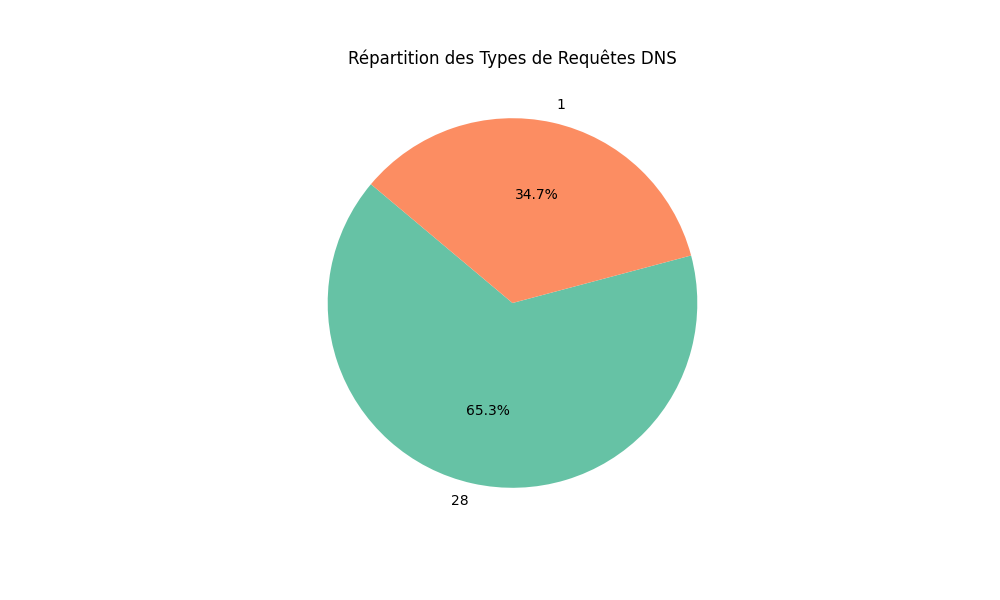 Répartition des Types de Requêtes DNS
1
34.7%
65.3%
28